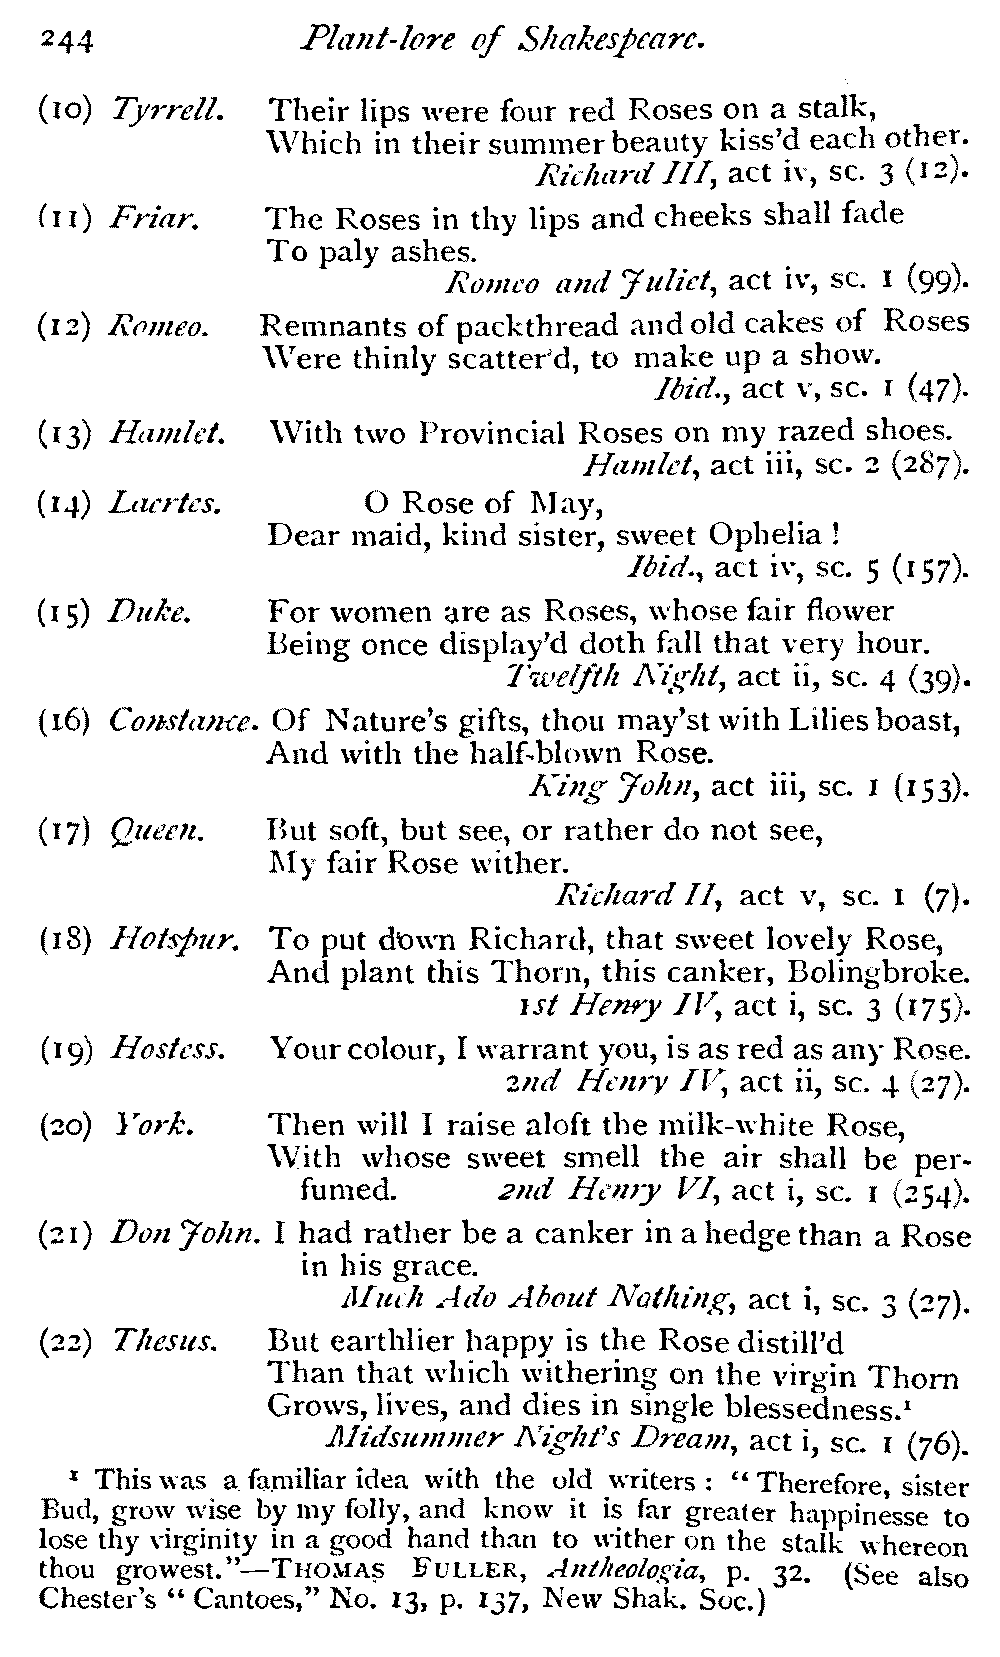 244 Plant-lore of Shakespeare.
(10) Tyrrell. Their lips were four red Roses on a stalk,
Which in their summer beauty kiss'd each other.
Richard III, act iv, sc. 3 (12).
(11) Friar. The Roses in thy lips and cheeks shall fade
To paly ashes.
Romeo and Juliet, act iv, sc. 1 (99).
(12) Romeo. Remnants of packthread and old cakes of Roses
Were thinly scatter'd, to make up a show.
Ibid., act v, sc. 1 (47).
(13) Hamlet. With two Provincial Roses on my razed shoes.
Hamlet, act iii, sc. 2 (287).
(14) Laertes. O Rose of May,
Dear maid, kind sister, sweet Ophelia !
Ibid., act iv, sc. 5 (157).
(15) Duke. For women are as Roses, whose fair flower
Being once display'd doth fall that very hour.
Twelfth Night, act ii, sc. 4 (39).
(16) Constance. Of Nature's gifts, thou may'st with Lilies boast,
And with the half-blown Rose.
King John, act iii, sc. 1 (153).
(17) Queen. But soft, but see, or rather do not see,
My fair Rose wither.
Richard II, act v, sc. 1 (7).
(18) Hotspur. To put down Richard, that sweet lovely Rose,
And plant this Thorn, this canker, Bolingbroke.
1st Henry IV, act i, sc. 3 (175).
(19) Hostess. Your colour, I warrant you, is as red as any Rose.
2nd Henry IV, act ii, sc. 4 (27).
(20) York. Then will I raise aloft the milk-white Rose,
With whose sweet smell the air shall be per-
fumed. 2nd Henry VI, act i, sc. 1 (254).
(21) Don John. I had rather be a canker in a hedge than a Rose
in his grace.
Much Ado About Nothing, act i, sc. 3 (27).
(22) Thesus. But earthlier happy is the Rose distill'd
Than that which withering on the virgin Thorn
Grows, lives, and dies in single blessedness.¹
Midsummer Night's Dream, act i, sc. 1 (76).
¹ This was a familiar idea with the old writers : "Therefore, sister
Bud, grow wise by my folly, and know it is far greater happinesse to
lose thy virginity in a good hand than to wither on the stalk whereon
thou growest."—THOMAS FULLER, Antheologia, p. 32. (See also
Chester's "Cantoes," No. 13, p. 137, New Shak. Soc.)